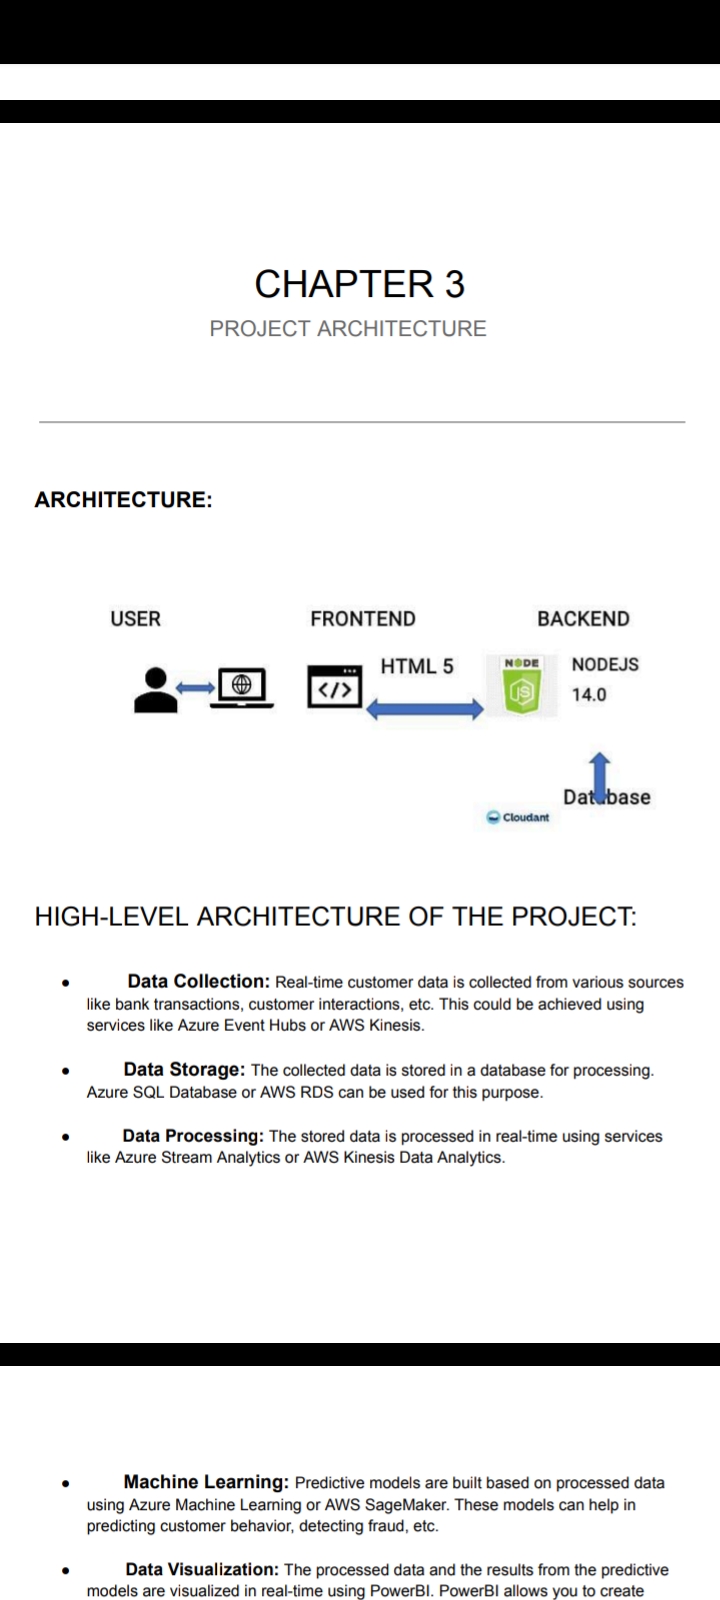 CHAPTER 3
PROJECT ARCHITECTURE
ARCHITECTURE:
USER
FRONTEND
BACKEND
HTML 5
</>
NODE
JS
NODEJS
14.0
Database
Cloudant
HIGH-LEVEL ARCHITECTURE OF THE PROJECT:
• Data Collection: Real-time customer data is collected from various sources
like bank transactions, customer interactions, etc. This could be achieved using
services like Azure Event Hubs or AWS Kinesis.
• Data Storage: The collected data is stored in a database for processing.
Azure SQL Database or AWS RDS can be used for this purpose.
• Data Processing: The stored data is processed in real-time using services
like Azure Stream Analytics or AWS Kinesis Data Analytics.
• Machine Learning: Predictive models are built based on processed data
using Azure Machine Learning or AWS SageMaker. These models can help in
predicting customer behavior, detecting fraud, etc.
• Data Visualization: The processed data and the results from the predictive
models are visualized in real-time using PowerBI. PowerBI allows you to create